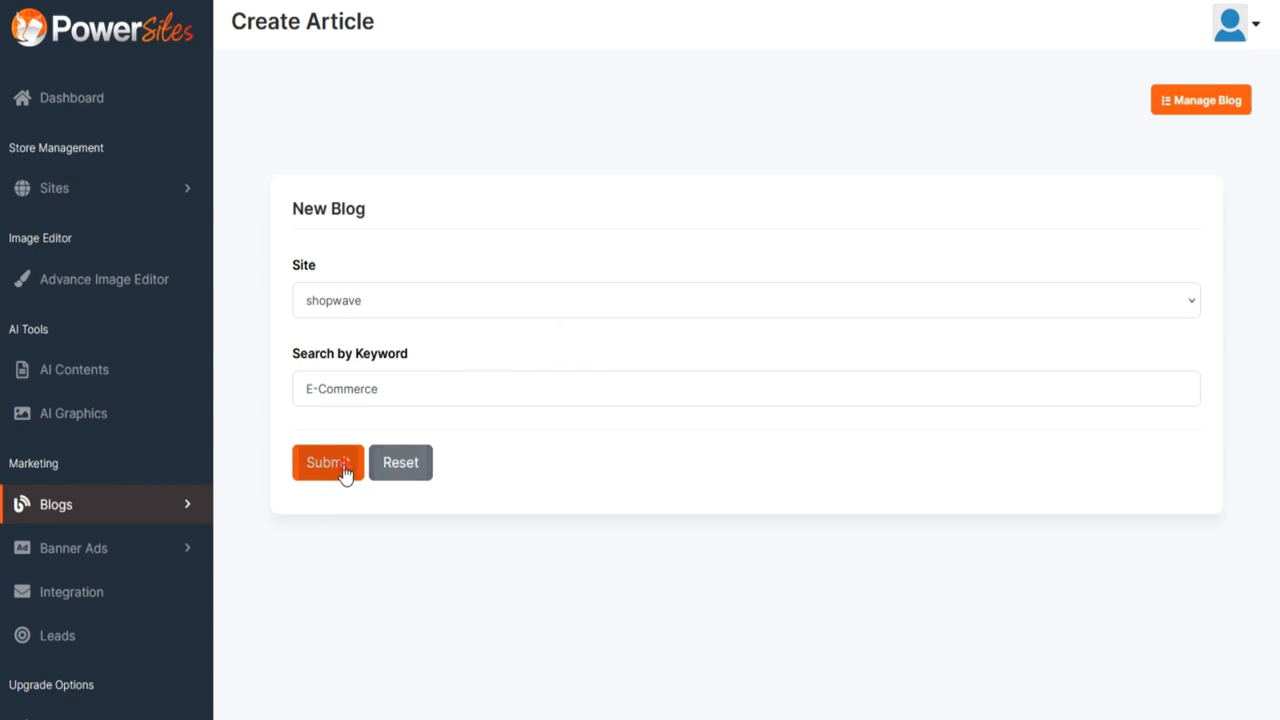 PowerSites
Create Article
Dashboard
Manage Blog
Store Management
Sites
New Blog
Image Editor
Site
Advance Image Editor
shopwave
AI Tools
Search by Keyword
AI Contents
E-Commerce
AI Graphics
Marketing
Submit
Reset
Blogs
Ad
Banner Ads
Integration
Leads
Upgrade Options